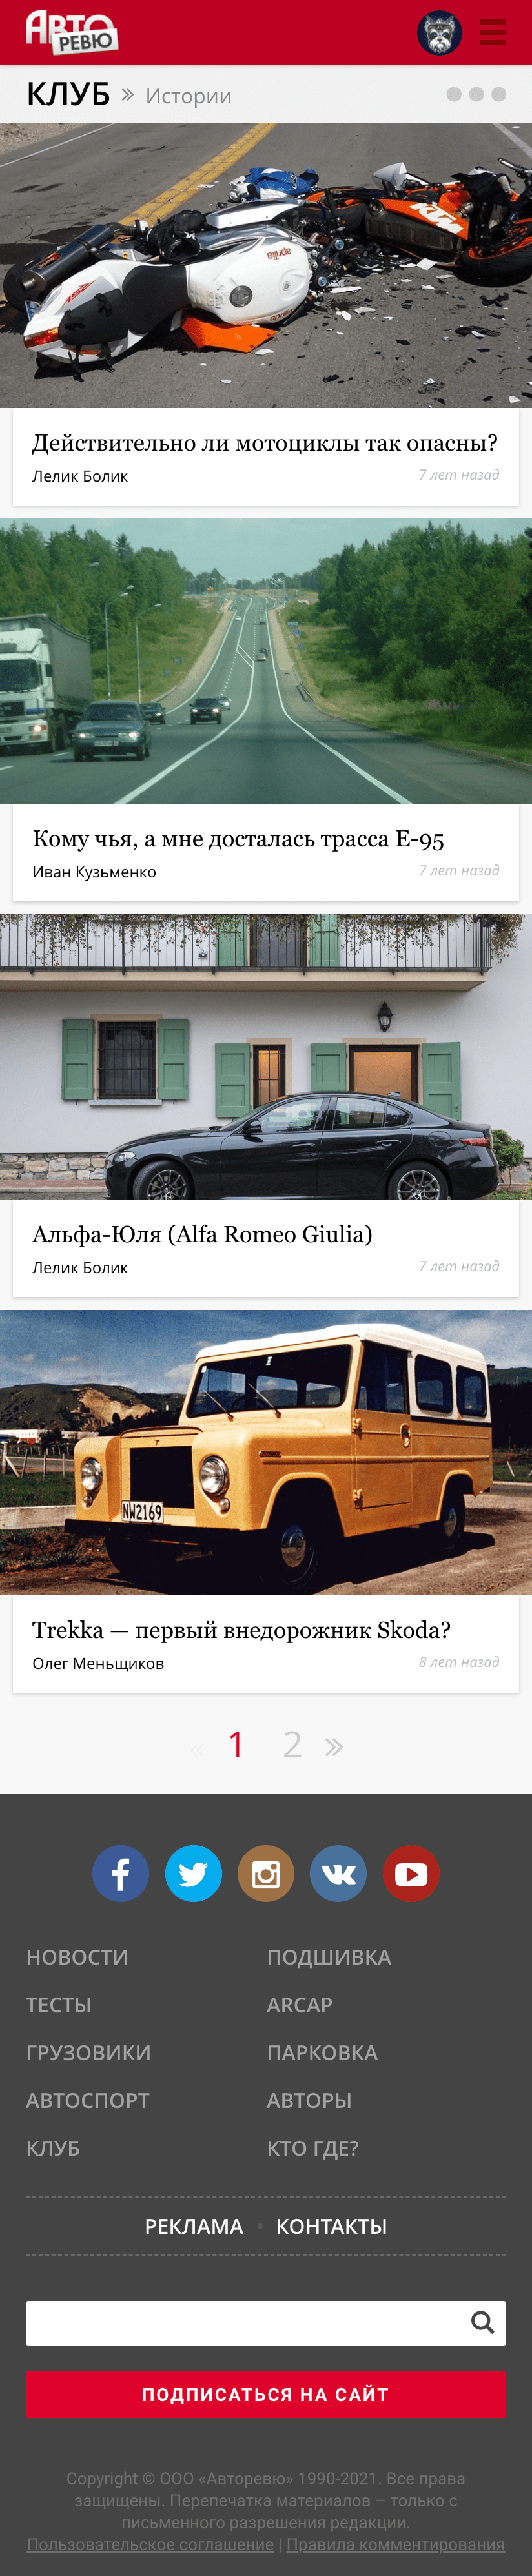 АВТО
РЕВЮ
КЛУБ » Истории
aprilia
KTM
Действительно ли мотоциклы так опасны?
Лелик Болик
7 лет назад
Кому чья, а мне досталась трасса Е-95
Иван Кузьменко
7 лет назад
Альфа-Юля (Alfa Romeo Giulia)
Лелик Болик
7 лет назад
NW2169
Trekka — первый внедорожник Skoda?
Олег Меньщиков
8 лет назад
« 1 2 »
НОВОСТИ
ПОДШИВКА
ТЕСТЫ
ARCAP
ГРУЗОВИКИ
ПАРКОВКА
АВТОСПОРТ
АВТОРЫ
КЛУБ
КТО ГДЕ?
РЕКЛАМА • КОНТАКТЫ
ПОДПИСАТЬСЯ НА САЙТ
Copyright © ООО «Авторевю» 1990-2021. Все права
защищены. Перепечатка материалов – только с
письменного разрешения редакции.
Пользовательское соглашение | Правила комментирования